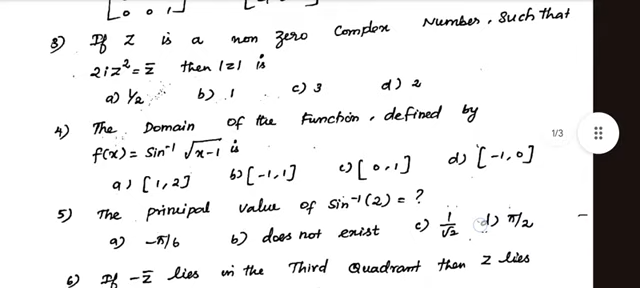 [ 0 0 1 ]
3) If Z is a non zero Complex Number, Such that
2iz² = z̅ then |z| is
a) 1/2 b) 1 c) 3 d) 2
4) The Domain of the Function, defined by
f(x) = Sin⁻¹ √x-1 is
a) [1,2] b) [-1,1] c) [0,1] d) [-1,0]
1/3
5) The principal value of Sin⁻¹(2) = ?
a) -π/6 b) does not exist c) 1/√2 d) π/2
6) If -z̅ lies in the Third Quadrant then Z lies